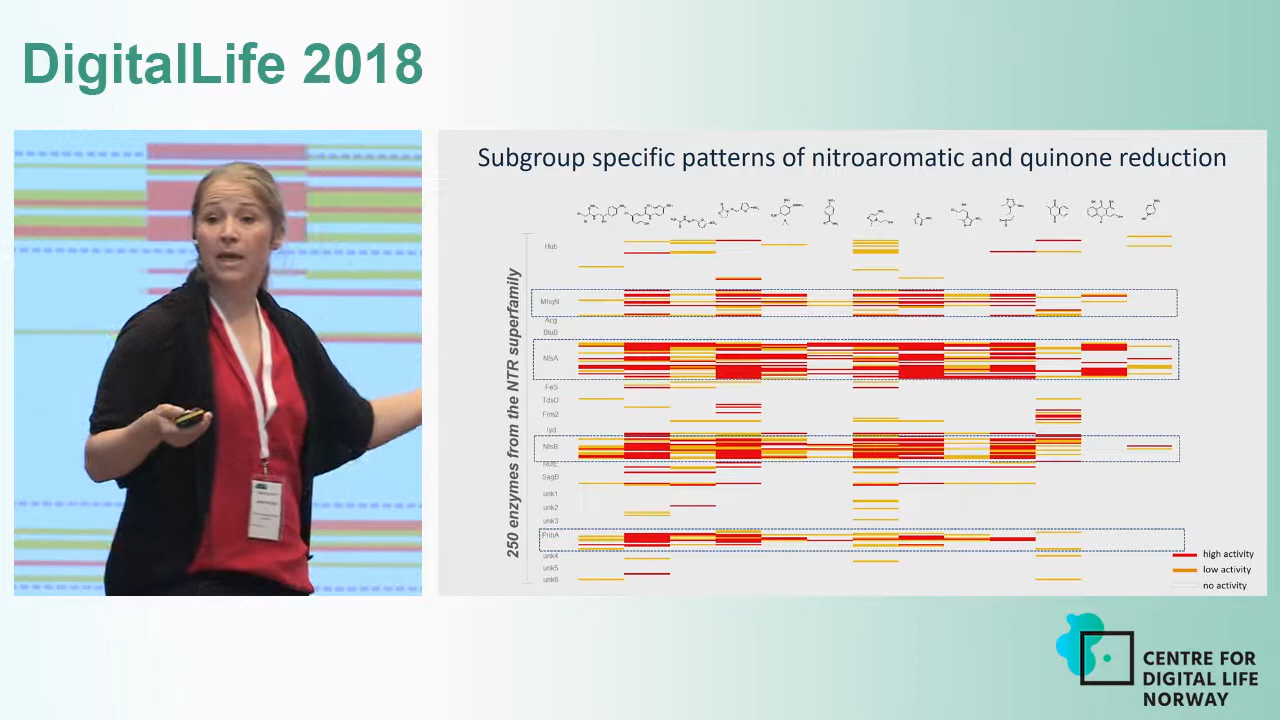 DigitalLife 2018
Subgroup specific patterns of nitroaromatic and quinone reduction
250 enzymes from the NTR superfamily
Hub
MhqN
Acg
BluB
NfsA
FeS
TdsD
Frm2
Iyd
NfsB
SagB
unk1
unk2
unk3
PnbA
unk4
unk5
unk6
high activity
low activity
no activity
CENTRE FOR
DIGITAL LIFE
NORWAY